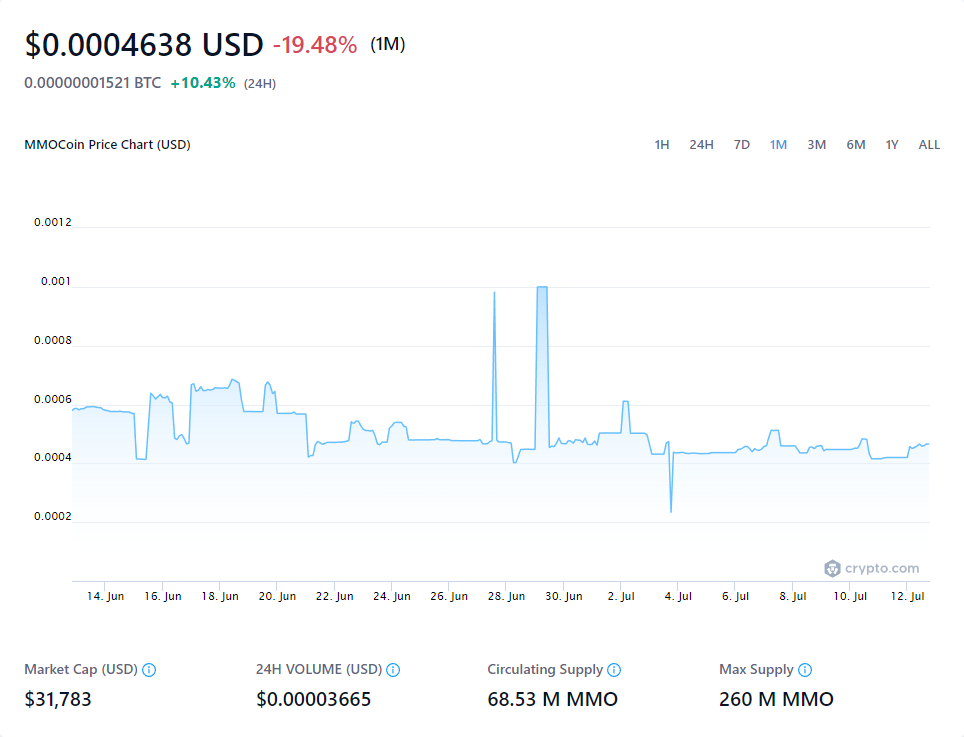 $0.0004638 USD -19.48% (1M)
0.00000001521 BTC +10.43% (24H)
MMOCoin Price Chart (USD) 1H 24H 7D 1M 3M 6M 1Y ALL
0.0012
0.001
0.0008
0.0006
0.0004
0.0002
crypto.com
14. Jun 16. Jun 18. Jun 20. Jun 22. Jun 24. Jun 26. Jun 28. Jun 30. Jun 2. Jul 4. Jul 6. Jul 8. Jul 10. Jul 12. Jul
Market Cap (USD) 24H VOLUME (USD) Circulating Supply Max Supply
$31,783 $0.00003665 68.53 M MMO 260 M MMO